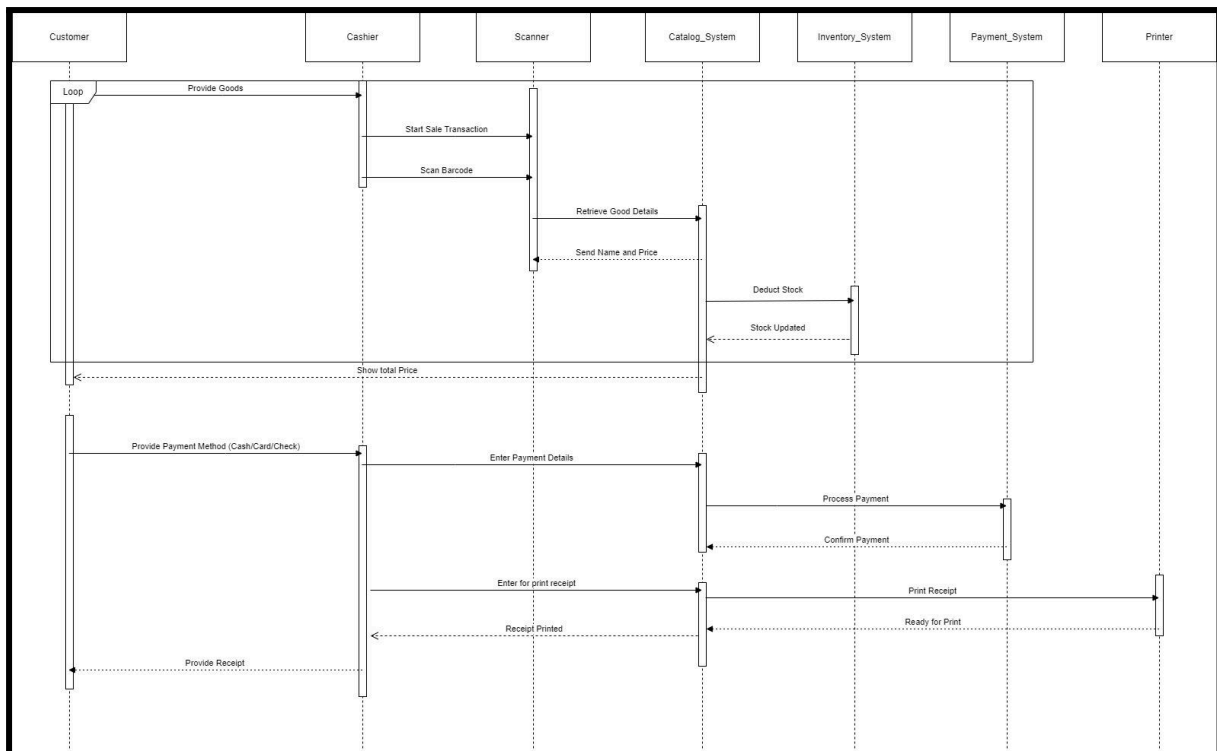 Customer
Cashier
Scanner
Catalog_System
Inventory_System
Payment_System
Printer
Loop
Provide Goods
Start Sale Transaction
Scan Barcode
Retrieve Good Details
Send Name and Price
Deduct Stock
Stock Updated
Show total Price
Provide Payment Method (Cash/Card/Check)
Enter Payment Details
Process Payment
Confirm Payment
Enter for print receipt
Print Receipt
Ready for Print
Receipt Printed
Provide Receipt